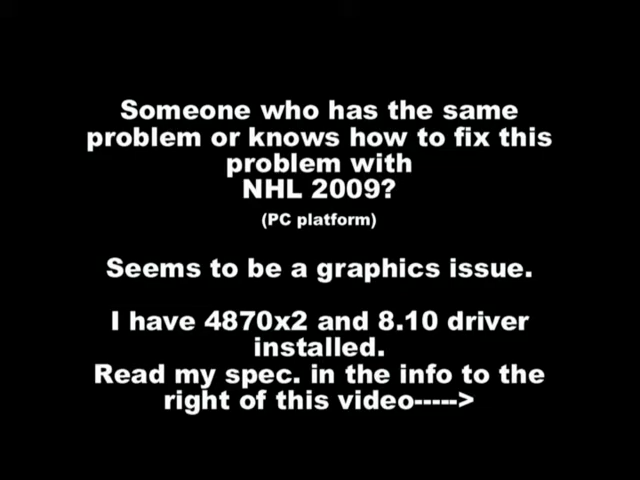 Someone who has the same
problem or knows how to fix this
problem with
NHL 2009?
(PC platform)
Seems to be a graphics issue.
I have 4870x2 and 8.10 driver
installed.
Read my spec. in the info to the
right of this video----->